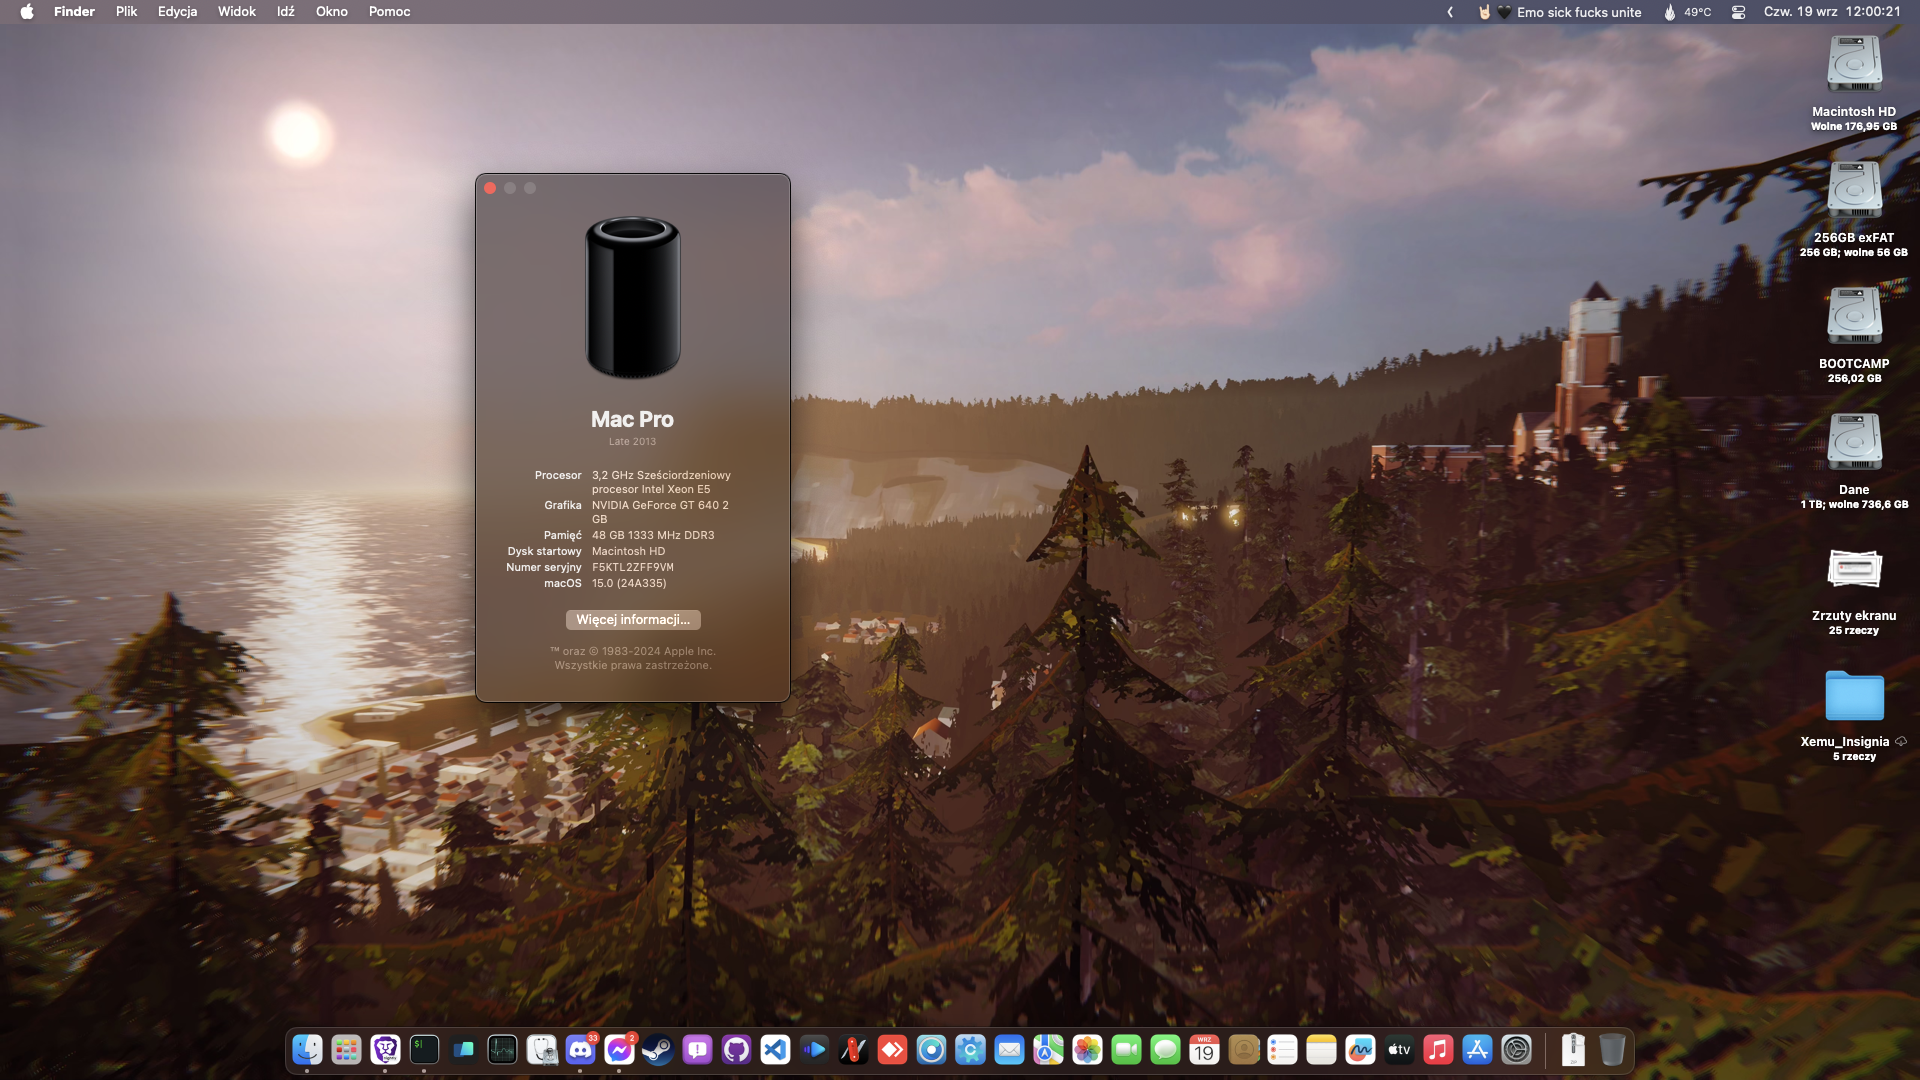 Finder Plik Edycja Widok Idź Okno Pomoc
🤘🏻 🖤 Emo sick fucks unite 49°C Czw. 19 wrz 12:00:21
Macintosh HD
Wolne 176,95 GB
256GB exFAT
256 GB; wolne 56 GB
BOOTCAMP
256,02 GB
Dane
1 TB; wolne 736,6 GB
Zrzuty ekranu
25 rzeczy
Xemu_Insignia
5 rzeczy
Mac Pro
Late 2013
Procesor 3,2 GHz Sześciordzeniowy
procesor Intel Xeon E5
Grafika NVIDIA GeForce GT 640 2
GB
Pamięć 48 GB 1333 MHz DDR3
Dysk startowy Macintosh HD
Numer seryjny F5KTL2ZFF9VM
macOS 15.0 (24A335)
Więcej informacji...
™ oraz © 1983-2024 Apple Inc.
Wszystkie prawa zastrzeżone.
$
33
2
WRZ
19
tv
ZIP